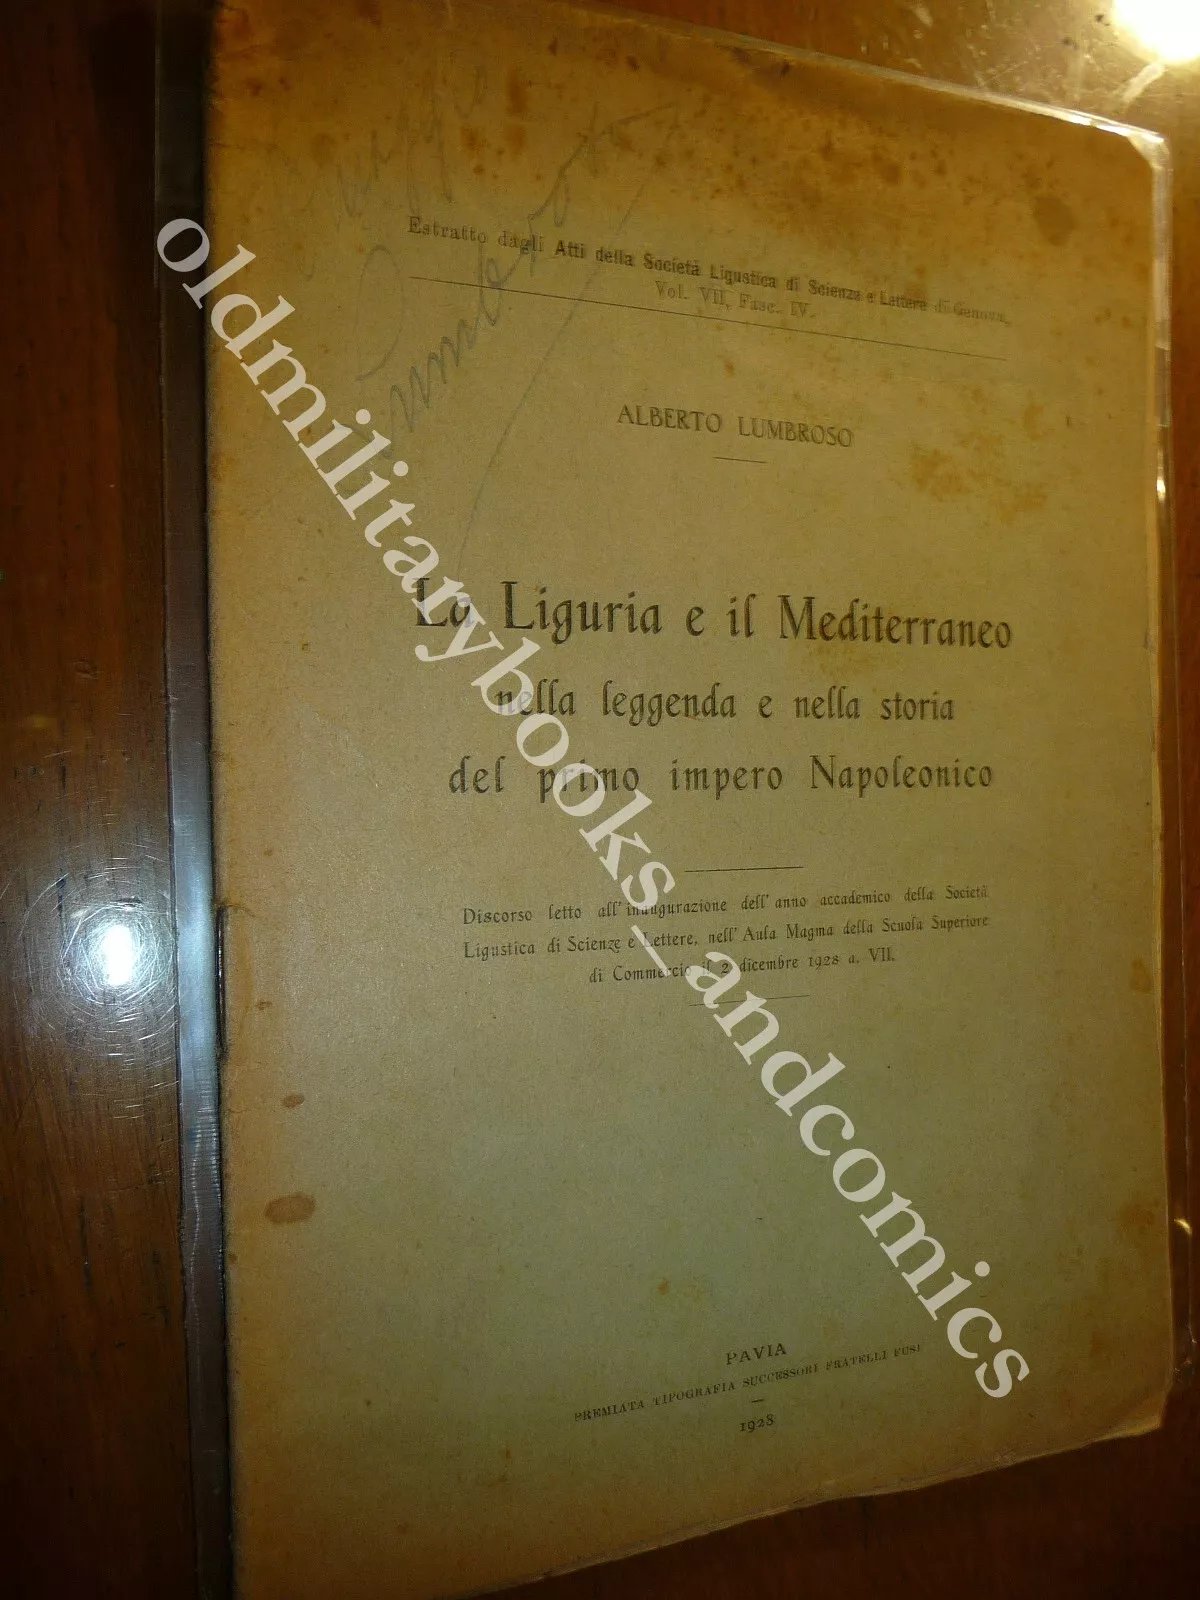 Estratto dagli Atti della Società Ligustica di Scienze e Lettere di Genova,
Vol. VII, Fasc. IV.
ALBERTO LUMBROSO
La Liguria e il Mediterraneo
nella leggenda e nella storia
del primo impero Napoleonico
Discorso letto all'inaugurazione dell'anno accademico della Società
Ligustica di Scienze e Lettere, nell'Aula Magma della Scuola Superiore
di Commercio il 2 dicembre 1928 a. VII.
PAVIA
PREMIATA TIPOGRAFIA SUCCESSORI FRATELLI FUSI
1928
oldmilitarybooks_andcomics